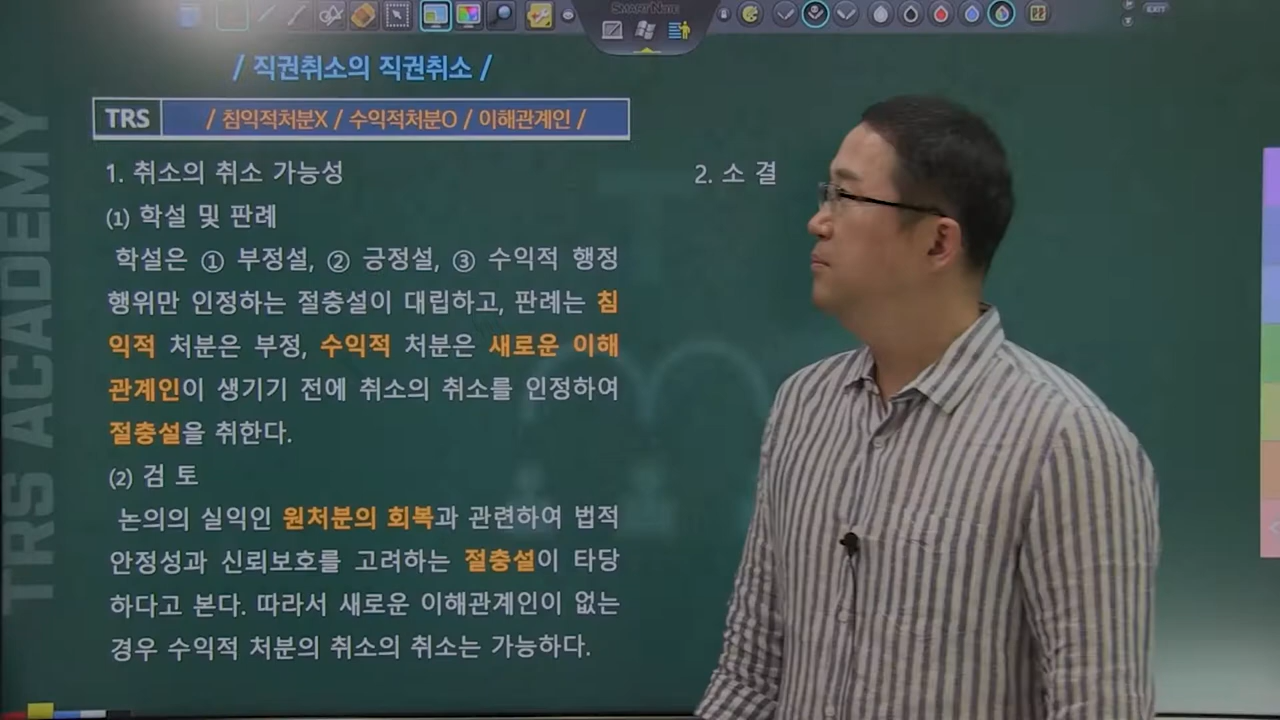 SMARTNOTE
EXIT
/ 직권취소의 직권취소 /
TRS / 침익적처분X / 수익적처분O / 이해관계인 /
1. 취소의 취소 가능성
(1) 학설 및 판례
학설은 ① 부정설, ② 긍정설, ③ 수익적 행정
행위만 인정하는 절충설이 대립하고, 판례는 침
익적 처분은 부정, 수익적 처분은 새로운 이해
관계인이 생기기 전에 취소의 취소를 인정하여
절충설을 취한다.
(2) 검 토
논의의 실익인 원처분의 회복과 관련하여 법적
안정성과 신뢰보호를 고려하는 절충설이 타당
하다고 본다. 따라서 새로운 이해관계인이 없는
경우 수익적 처분의 취소의 취소는 가능하다.
2. 소 결
TRS ACADEMY